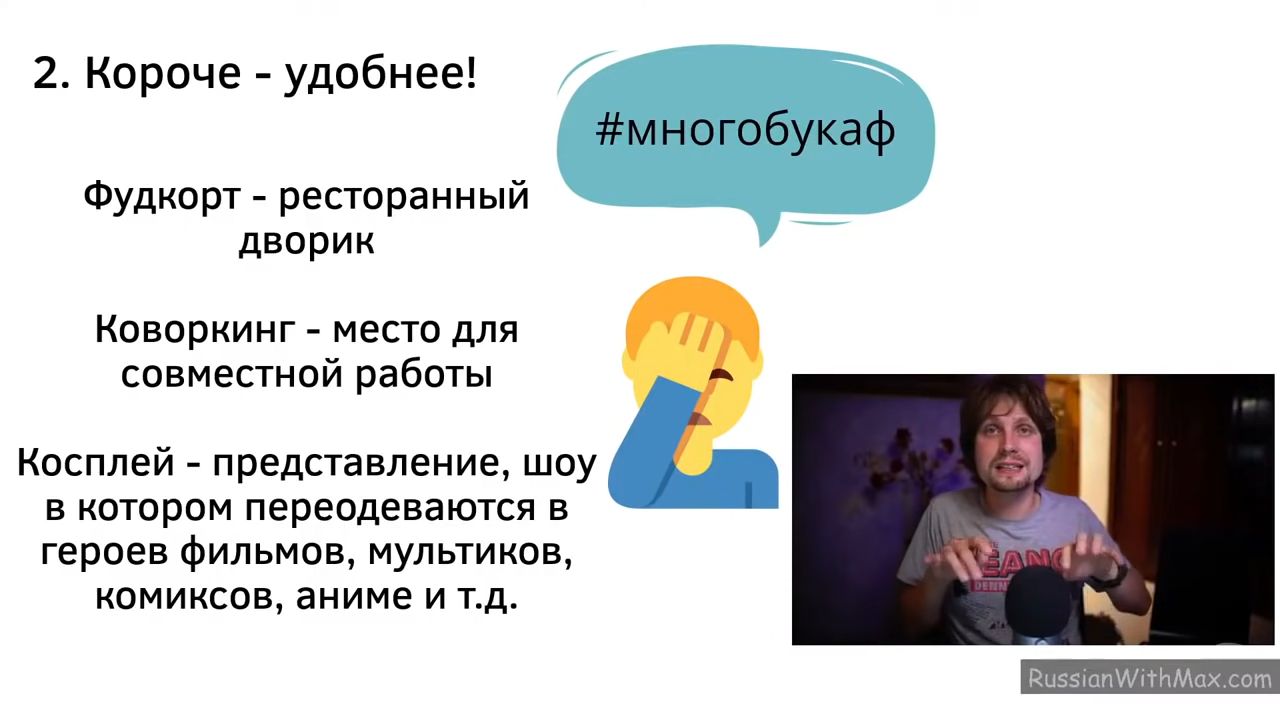 2. Короче - удобнее!
#многобукаф
Фудкорт - ресторанный
дворик
Коворкинг - место для
совместной работы
Косплей - представление, шоу
в котором переодеваются в
героев фильмов, мультиков,
комиксов, аниме и т.д.
RussianWithMax.com